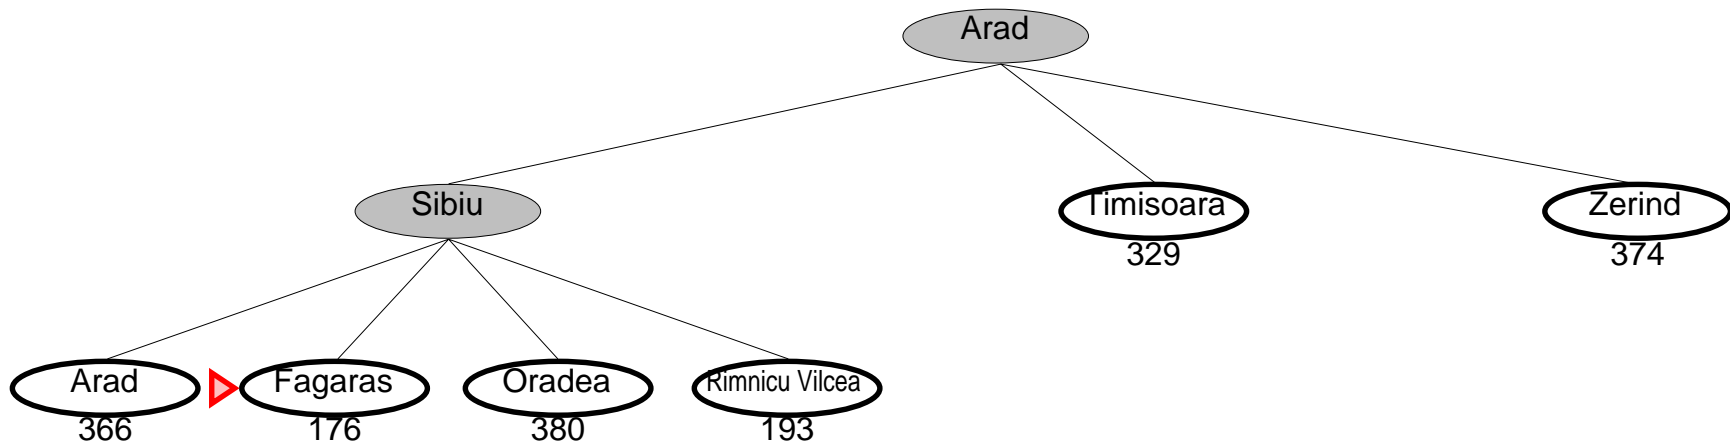 Arad
Sibiu
Timisoara
Zerind
329
374
Arad
Fagaras
Oradea
Rimnicu Vilcea
366
176
380
193